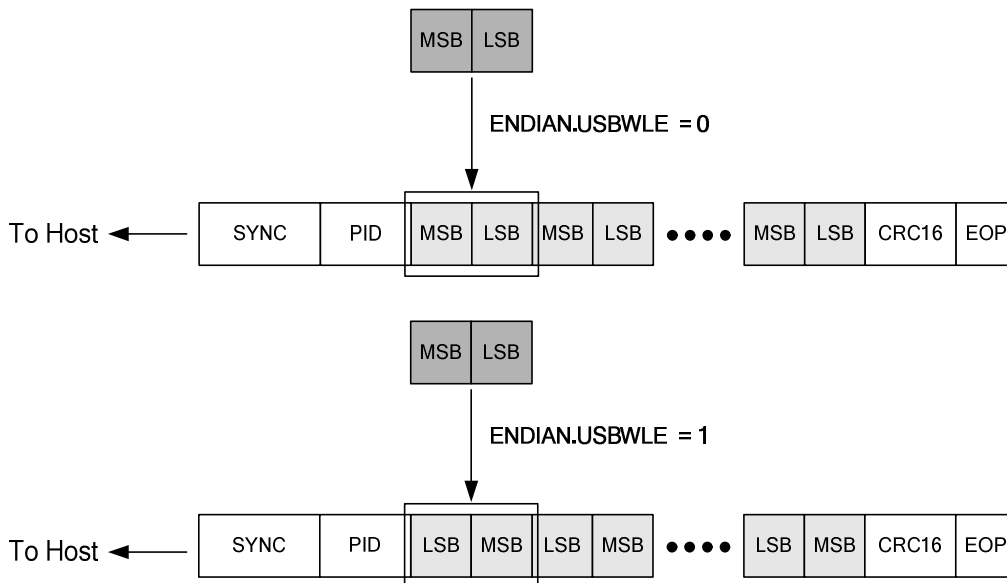 MSB LSB
ENDIAN.USBWLE = 0
To Host SYNC PID MSB LSB MSB LSB MSB LSB CRC16 EOP
MSB LSB
ENDIAN.USBWLE = 1
To Host SYNC PID LSB MSB LSB MSB LSB MSB CRC16 EOP